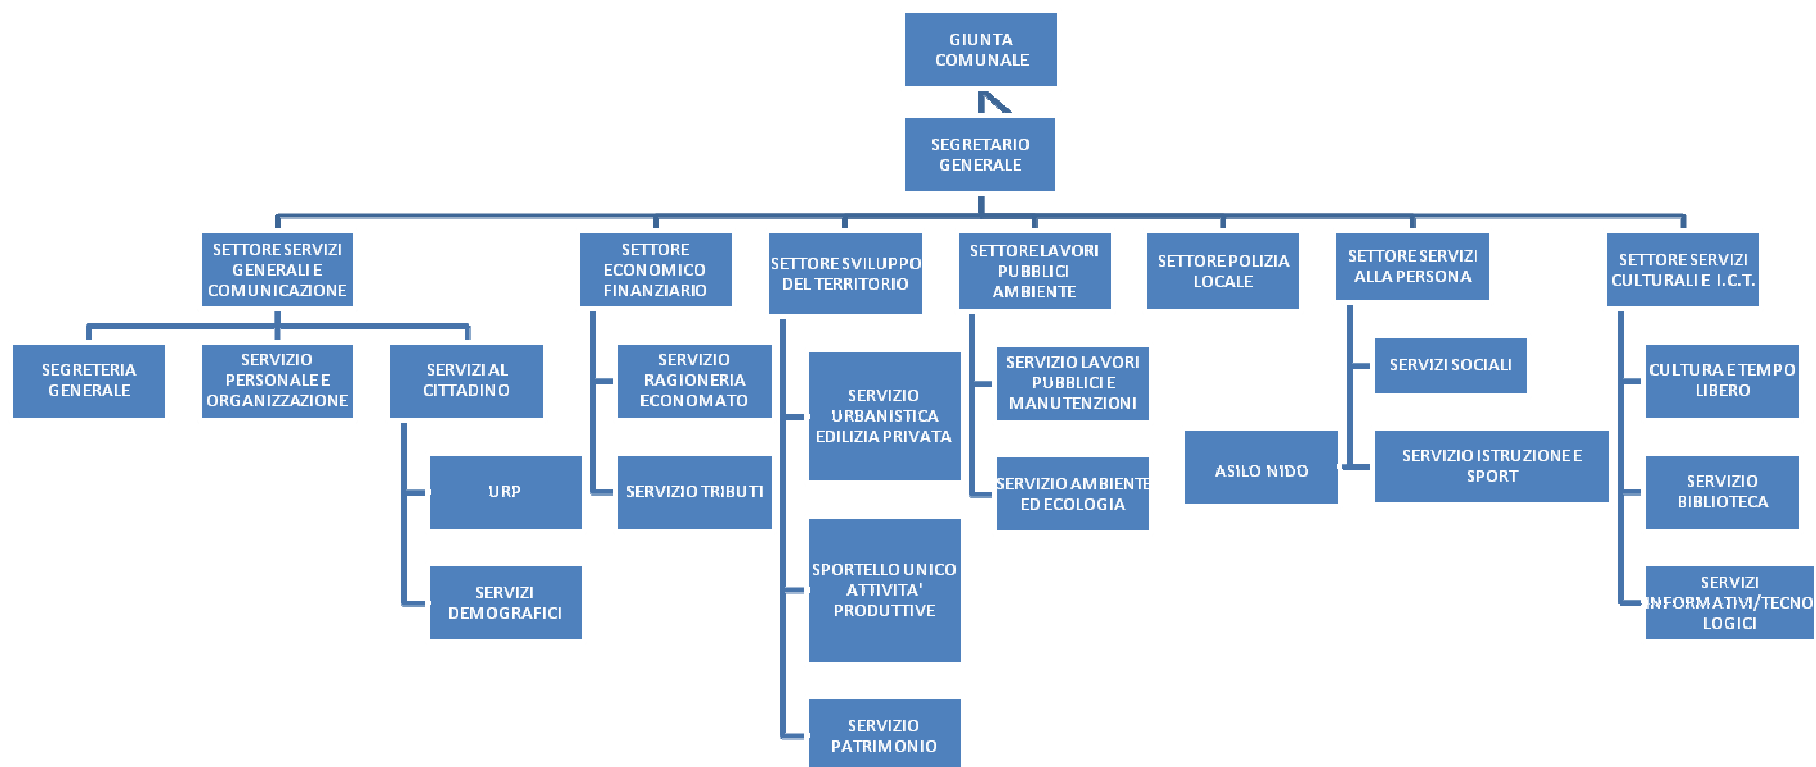 GIUNTA
COMUNALE
SEGRETARIO
GENERALE
SETTORE SERVIZI
GENERALI E
COMUNICAZIONE
SETTORE
ECONOMICO
FINANZIARIO
SETTORE SVILUPPO
DEL TERRITORIO
SETTORE LAVORI
PUBBLICI
AMBIENTE
SETTORE POLIZIA
LOCALE
SETTORE SERVIZI
ALLA PERSONA
SETTORE SERVIZI
CULTURALI E I.C.T.
SEGRETERIA
GENERALE
SERVIZIO
PERSONALE E
ORGANIZZAZIONE
SERVIZI AL
CITTADINO
URP
SERVIZI
DEMOGRAFICI
SERVIZIO
RAGIONERIA
ECONOMATO
SERVIZIO TRIBUTI
SERVIZIO
URBANISTICA
EDILIZIA PRIVATA
SPORTELLO UNICO
ATTIVITA'
PRODUTTIVE
SERVIZIO
PATRIMONIO
SERVIZIO LAVORI
PUBBLICI E
MANUTENZIONI
SERVIZIO AMBIENTE
ED ECOLOGIA
SERVIZI SOCIALI
ASILO NIDO
SERVIZIO ISTRUZIONE E
SPORT
CULTURA E TEMPO
LIBERO
SERVIZIO
BIBLIOTECA
SERVIZI
INFORMATIVI/TECNO
LOGICI